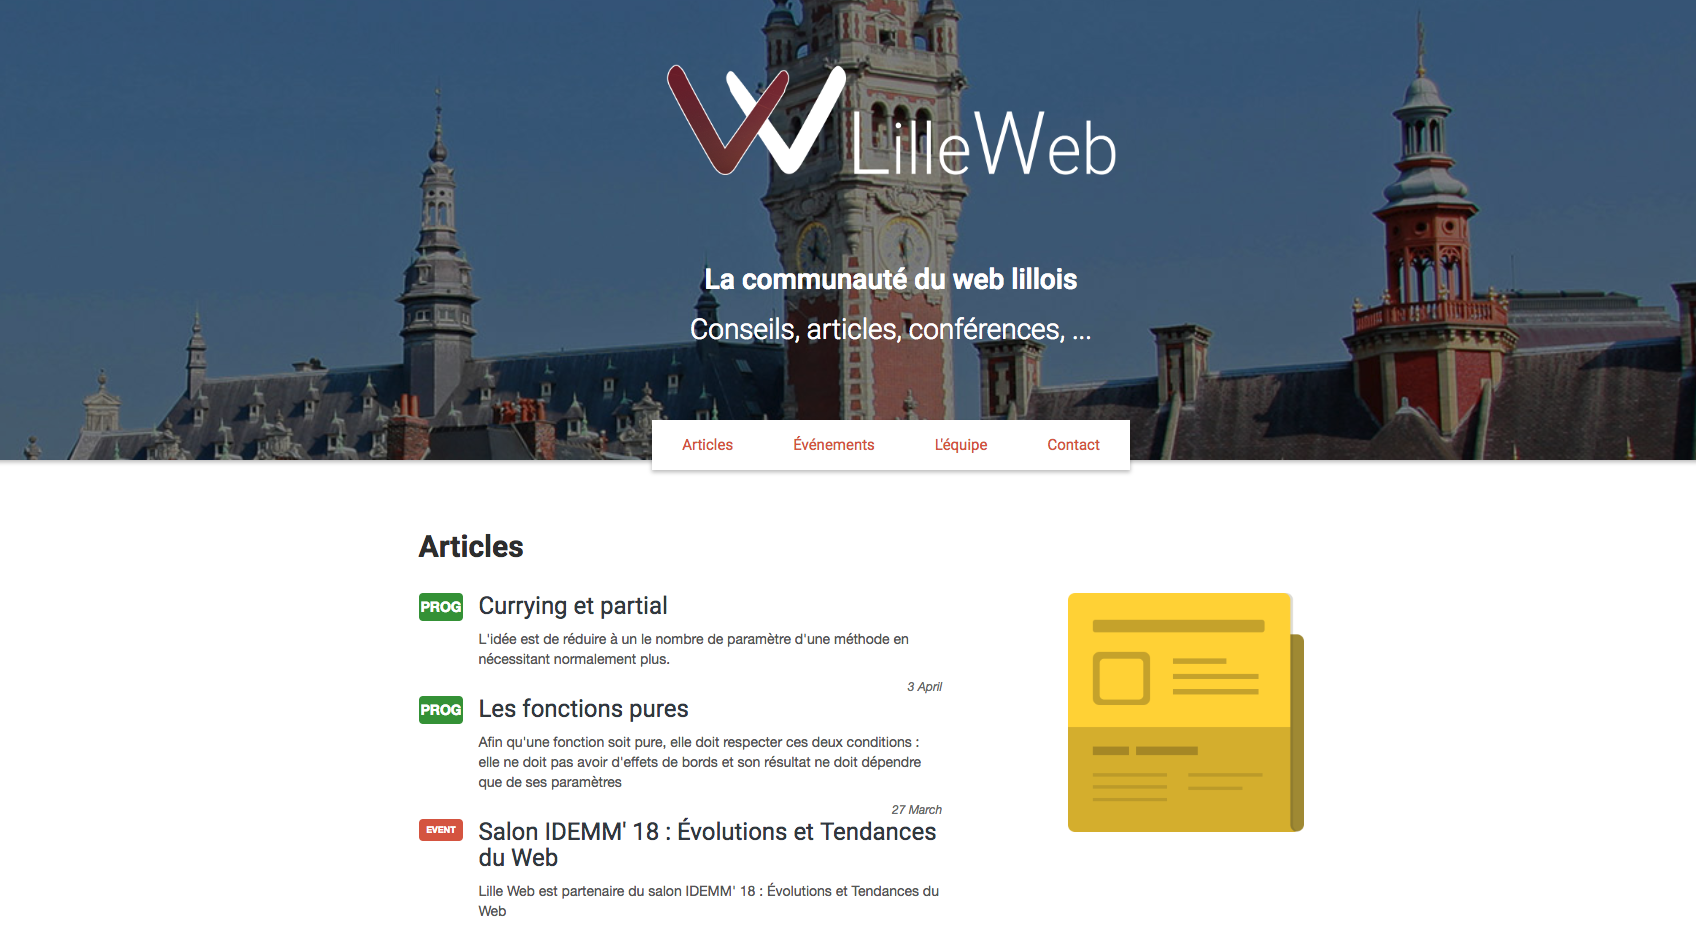 LilleWeb
La communauté du web lillois
Conseils, articles, conférences, ...
Articles
Événements
L'équipe
Contact
Articles
PROG
Currying et partial
L'idée est de réduire à un le nombre de paramètre d'une méthode en
nécessitant normalement plus.
3 April
PROG
Les fonctions pures
Afin qu'une fonction soit pure, elle doit respecter ces deux conditions :
elle ne doit pas avoir d'effets de bords et son résultat ne doit dépendre
que de ses paramètres
27 March
EVENT
Salon IDEMM' 18 : Évolutions et Tendances
du Web
Lille Web est partenaire du salon IDEMM' 18 : Évolutions et Tendances du
Web